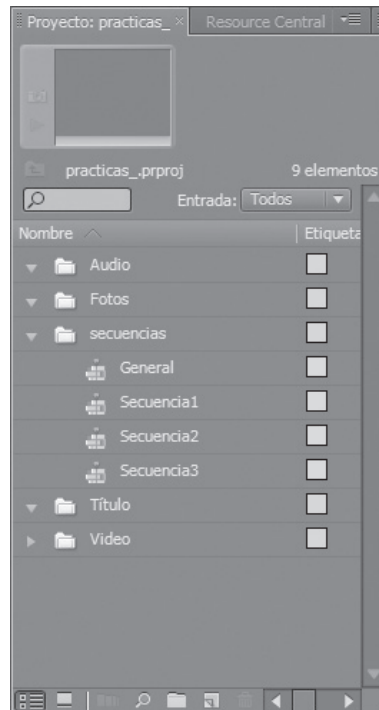 Proyecto: practicas_ × Resource Central
practicas_.prproj 9 elementos
Entrada: Todos
Nombre Etiqueta
Audio
Fotos
secuencias
General
Secuencia1
Secuencia2
Secuencia3
Título
Video